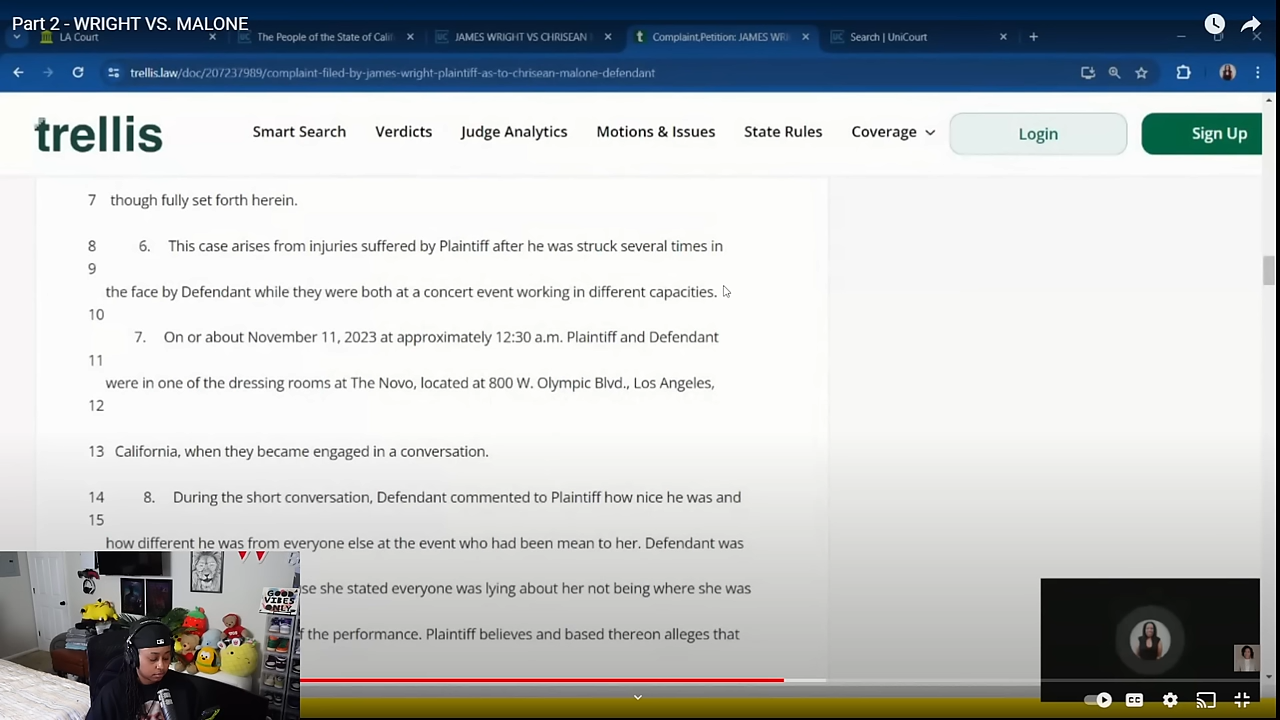 Part 2 - WRIGHT VS. MALONE
LA Court
The People of the State of Calif
JAMES WRIGHT VS CHRISEAN
Complaint,Petition: JAMES WR
Search | UniCourt
trellis.law/doc/207237989/complaint-filed-by-james-wright-plaintiff-as-to-chrisean-malone-defendant
trellis
Smart Search
Verdicts
Judge Analytics
Motions & Issues
State Rules
Coverage
Login
Sign Up
7 though fully set forth herein.
8 6. This case arises from injuries suffered by Plaintiff after he was struck several times in
9
the face by Defendant while they were both at a concert event working in different capacities.
10
7. On or about November 11, 2023 at approximately 12:30 a.m. Plaintiff and Defendant
11
were in one of the dressing rooms at The Novo, located at 800 W. Olympic Blvd., Los Angeles,
12
13 California, when they became engaged in a conversation.
14 8. During the short conversation, Defendant commented to Plaintiff how nice he was and
15
how different he was from everyone else at the event who had been mean to her. Defendant was
se she stated everyone was lying about her not being where she was
f the performance. Plaintiff believes and based thereon alleges that
GOOD
VIBES
ONLY
CC